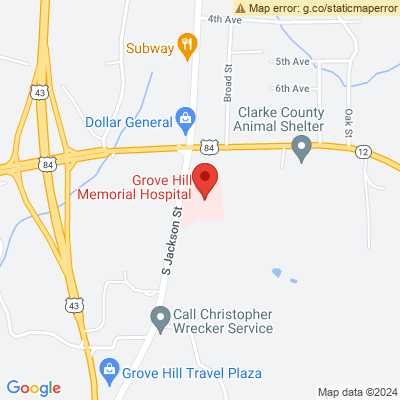 Map error: g.co/staticmaperror
4th Ave
Subway
5th Ave
Broad St
6th Ave
43
Dollar General
Clarke County
Animal Shelter
Oak St
84
12
84
Grove Hill
Memorial Hospital
43
S Jackson St
43
Call Christopher
Wrecker Service
Grove Hill Travel Plaza
Google
Map data ©2024